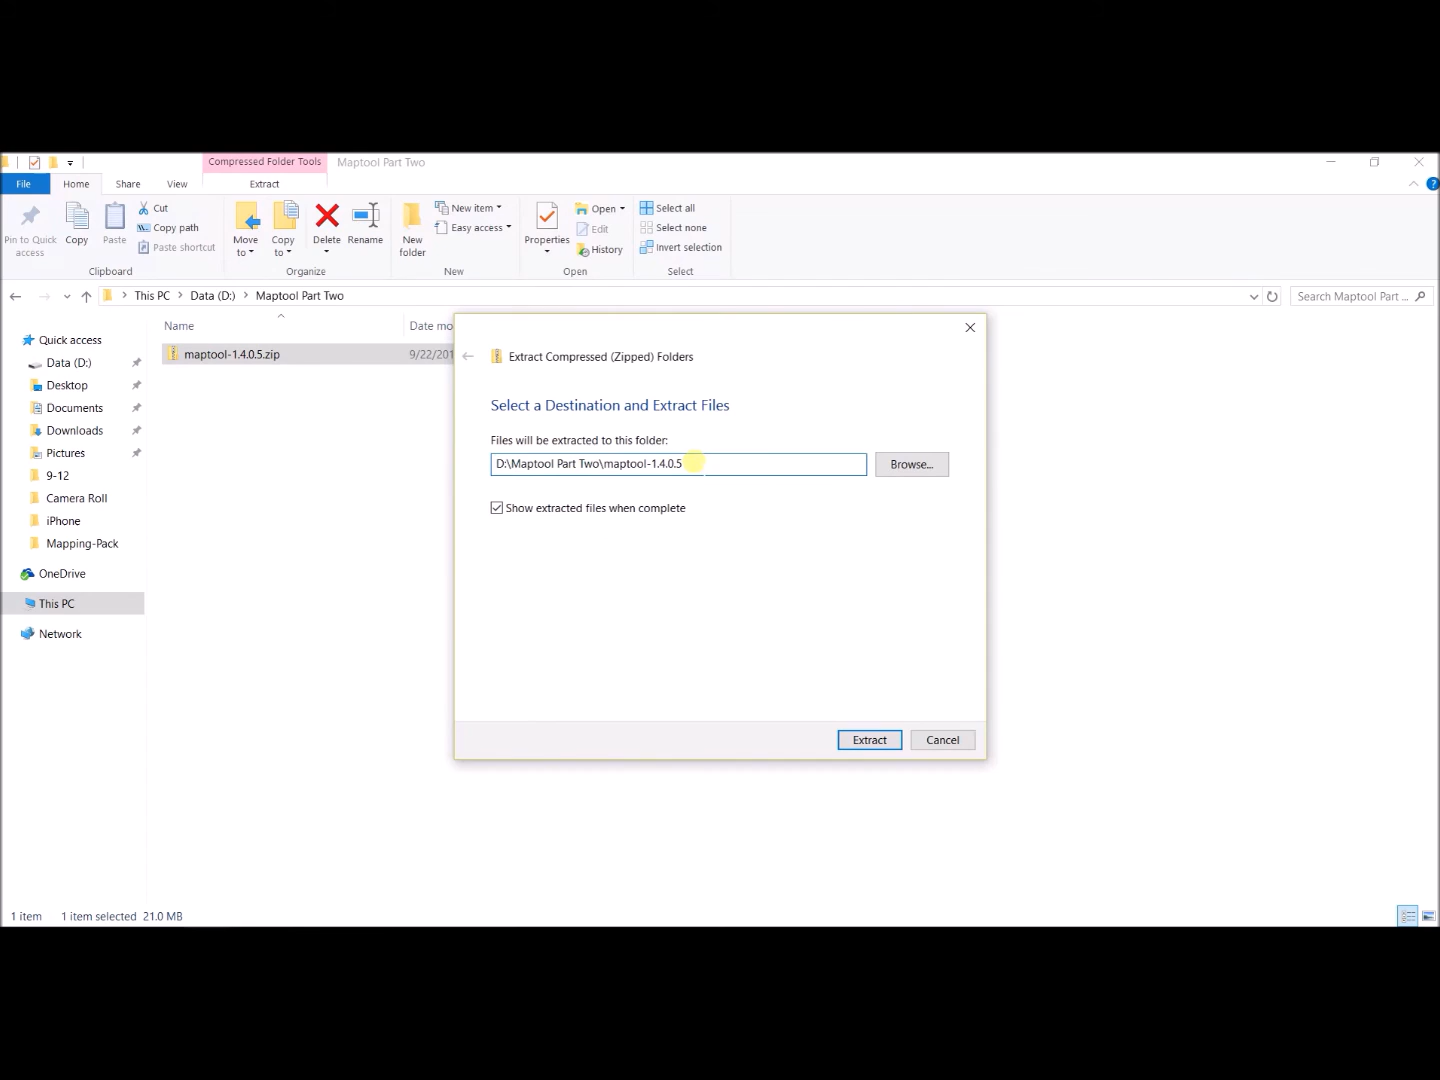 Compressed Folder Tools
Maptool Part Two
File
Home
Share
View
Extract
Pin to Quick access
Copy
Paste
Cut
Copy path
Paste shortcut
Clipboard
Move to
Copy to
Delete
Rename
Organize
New folder
New item
Easy access
New
Properties
Open
Edit
History
Open
Select all
Select none
Invert selection
Select
This PC
Data (D:)
Maptool Part Two
Search Maptool Part ...
Quick access
Data (D:)
Desktop
Documents
Downloads
Pictures
9-12
Camera Roll
iPhone
Mapping-Pack
OneDrive
This PC
Network
Name
Date mo
maptool-1.4.0.5.zip
9/22/201
Extract Compressed (Zipped) Folders
Select a Destination and Extract Files
Files will be extracted to this folder:
D:\Maptool Part Two\maptool-1.4.0.5
Browse...
Show extracted files when complete
Extract
Cancel
1 item
1 item selected 21.0 MB